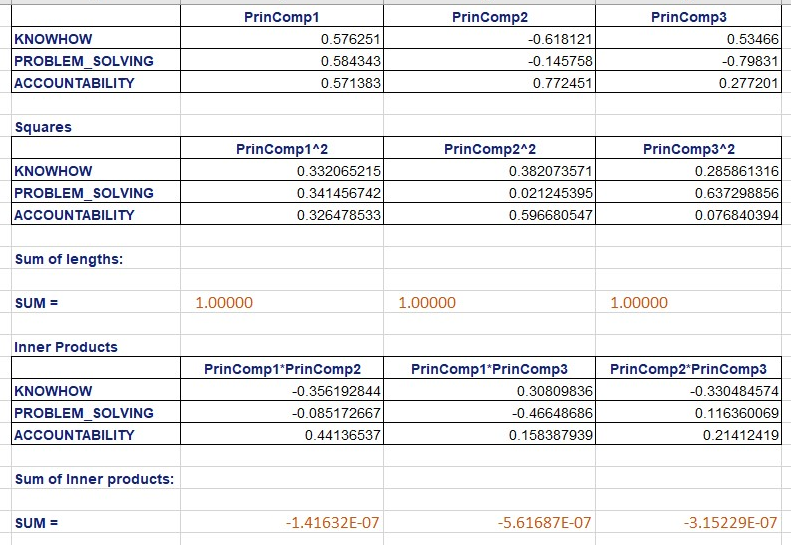 PrinComp1 PrinComp2 PrinComp3
KNOWHOW 0.576251 -0.618121 0.53466
PROBLEM_SOLVING 0.584343 -0.145758 -0.79831
ACCOUNTABILITY 0.571383 0.772451 0.277201
Squares
PrinComp1^2 PrinComp2^2 PrinComp3^2
KNOWHOW 0.332065215 0.382073571 0.285861316
PROBLEM_SOLVING 0.341456742 0.021245395 0.637298856
ACCOUNTABILITY 0.326478533 0.596680547 0.076840394
Sum of lengths:
SUM = 1.00000 1.00000 1.00000
Inner Products
PrinComp1*PrinComp2 PrinComp1*PrinComp3 PrinComp2*PrinComp3
KNOWHOW -0.356192844 0.30809836 -0.330484574
PROBLEM_SOLVING -0.085172667 -0.46648686 0.116360069
ACCOUNTABILITY 0.44136537 0.158387939 0.21412419
Sum of Inner products:
SUM = -1.41632E-07 -5.61687E-07 -3.15229E-07